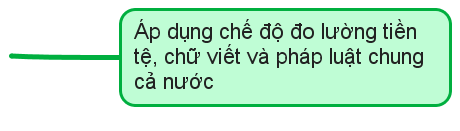 Áp dụng chế độ đo lường tiền
tệ, chữ viết và pháp luật chung
cả nước